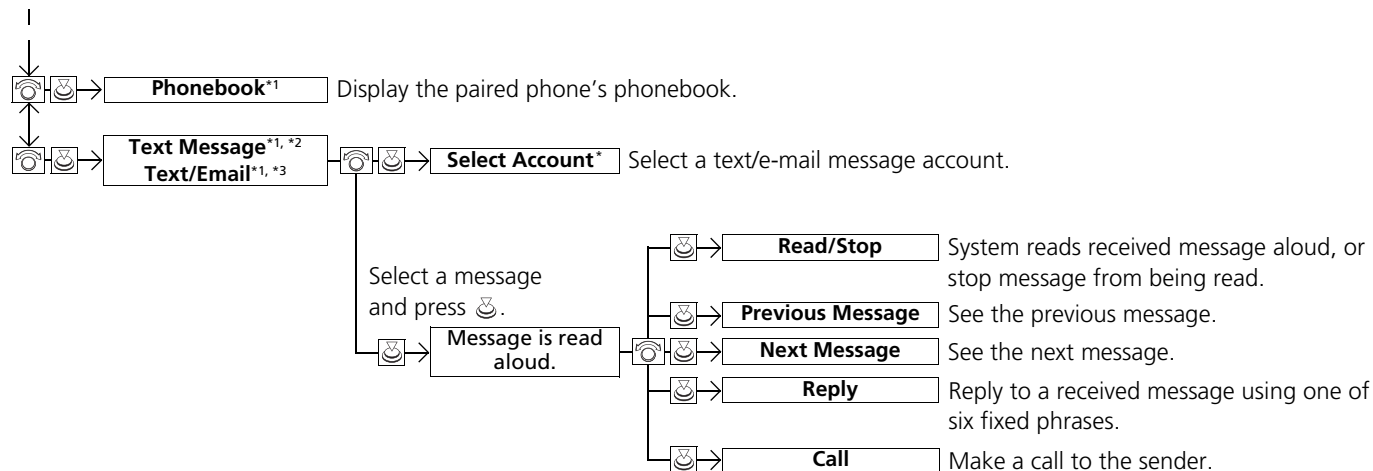 Phonebook*1 Display the paired phone's phonebook.
Text Message*1, *2
Text/Email*1, *3
Select Account* Select a text/e-mail message account.
Select a message
and press .
Message is read
aloud.
Read/Stop System reads received message aloud, or
stop message from being read.
Previous Message See the previous message.
Next Message See the next message.
Reply Reply to a received message using one of
six fixed phrases.
Call Make a call to the sender.